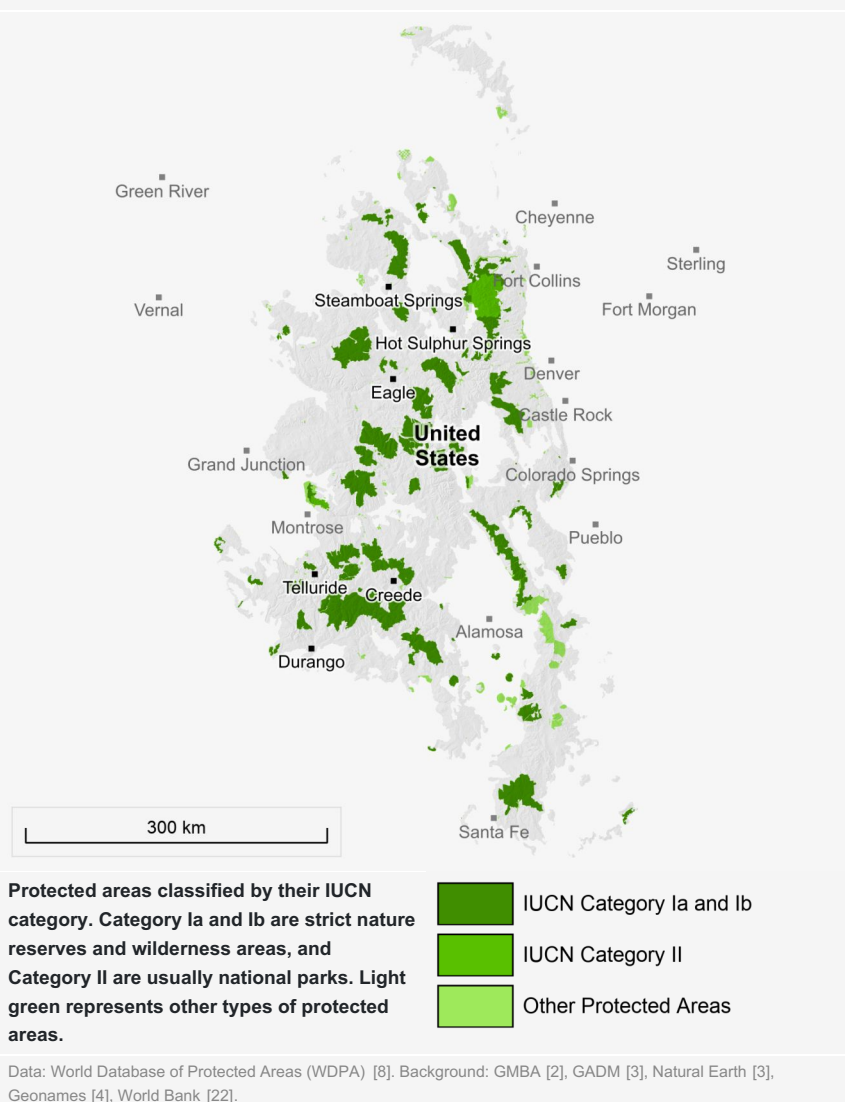 Green River
Cheyenne
Sterling
Fort Collins
Vernal
Steamboat Springs
Fort Morgan
Hot Sulphur Springs
Denver
Eagle
Castle Rock
United
States
Grand Junction
Colorado Springs
Montrose
Pueblo
Telluride
Creede
Alamosa
Durango
300 km
Santa Fe
Protected areas classified by their IUCN
category. Category Ia and Ib are strict nature
reserves and wilderness areas, and
Category II are usually national parks. Light
green represents other types of protected
areas.
IUCN Category Ia and Ib
IUCN Category II
Other Protected Areas
Data: World Database of Protected Areas (WDPA) [8]. Background: GMBA [2], GADM [3], Natural Earth [3],
Geonames [4], World Bank [22].